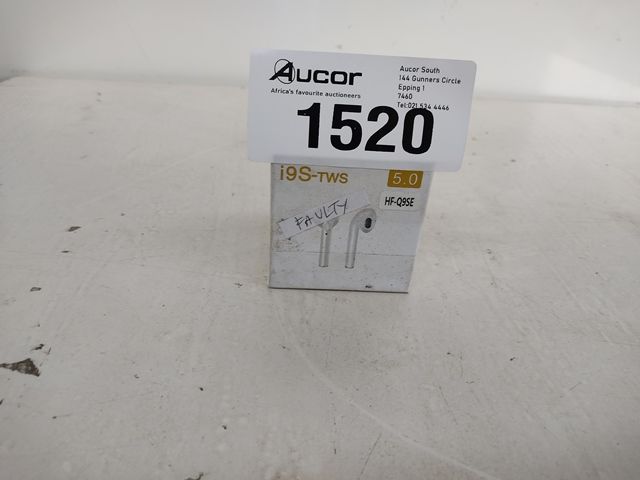 Aucor
Africa's favourite auctioneers
Aucor South
144 Gunners Circle
Epping 1
7460
Tel:021 534 4446
1520
i9S-TWS
5.0
HF-Q9SE
FAULTY